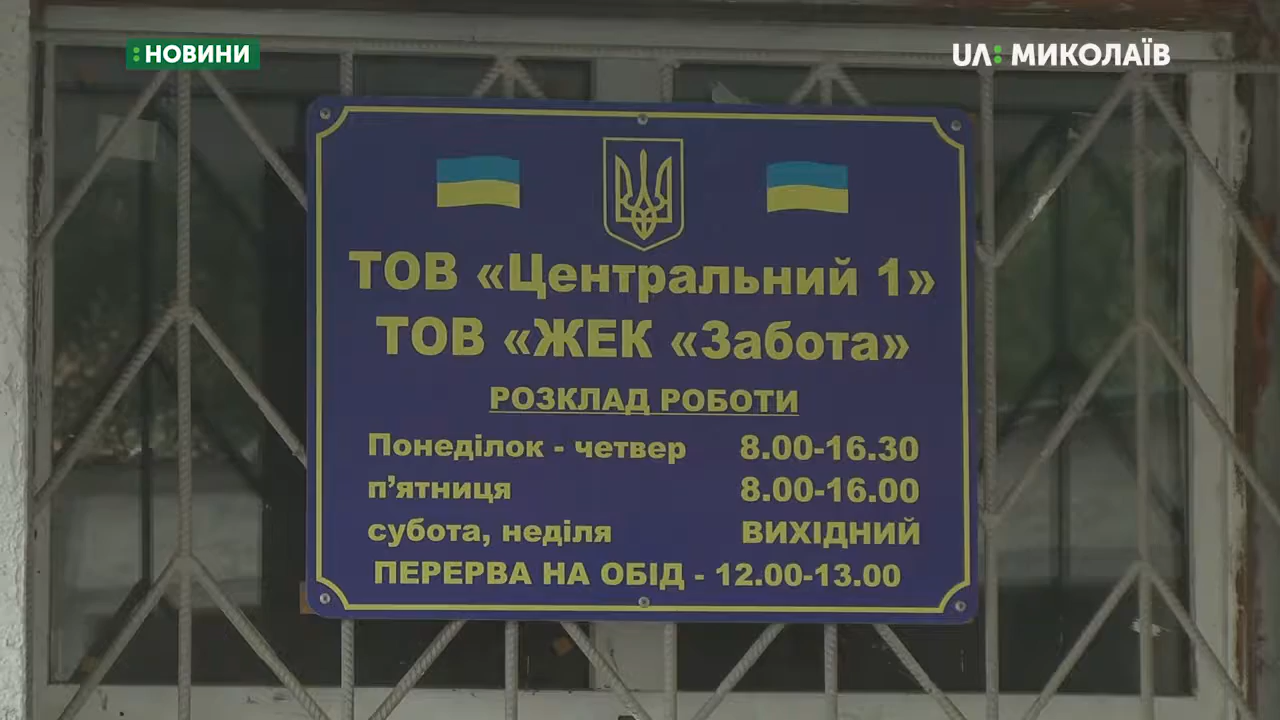 :НОВИНИ
UA: МИКОЛАЇВ
ТОВ «Центральний 1»
ТОВ «ЖЕК «Забота»
РОЗКЛАД РОБОТИ
Понеділок - четвер 8.00-16.30
п’ятниця 8.00-16.00
субота, неділя ВИХІДНИЙ
ПЕРЕРВА НА ОБІД - 12.00-13.00